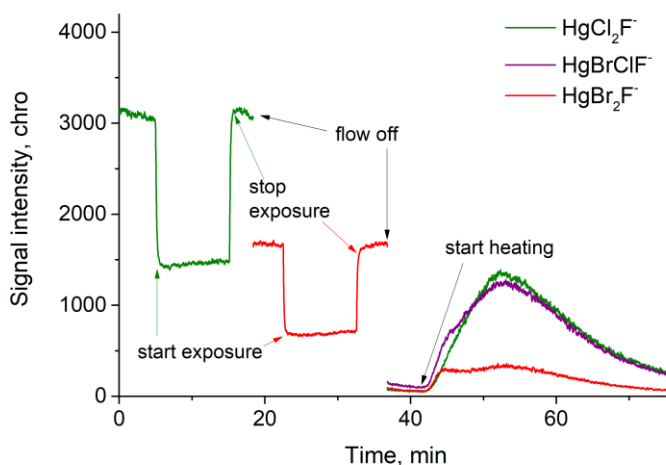 HgCl₂F⁻
HgBrClF⁻
HgBr₂F⁻
4000
3000
2000
1000
0
Signal intensity, chro
flow off
stop
exposure
start heating
start exposure
0
20
40
60
Time, min